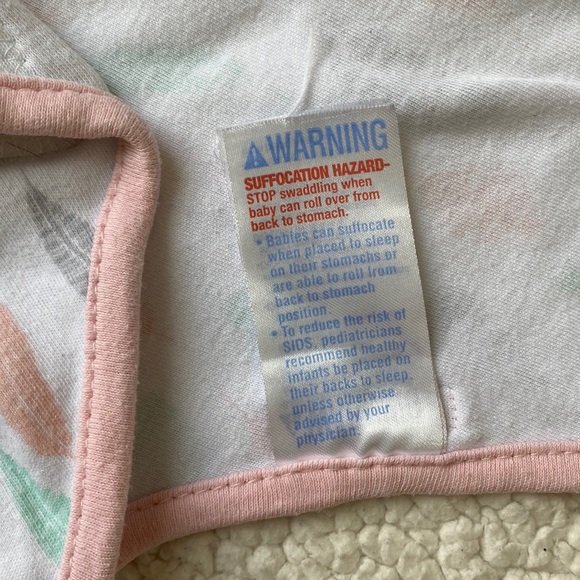 WARNING
SUFFOCATION HAZARD-
STOP swaddling when
baby can roll over from
back to stomach.
• Babies can suffocate
when placed to sleep
on their stomachs or
are able to roll from
back to stomach
position.
• To reduce the risk of
SIDS, pediatricians
recommend healthy
infants be placed on
their backs to sleep,
unless otherwise
advised by your
physician.